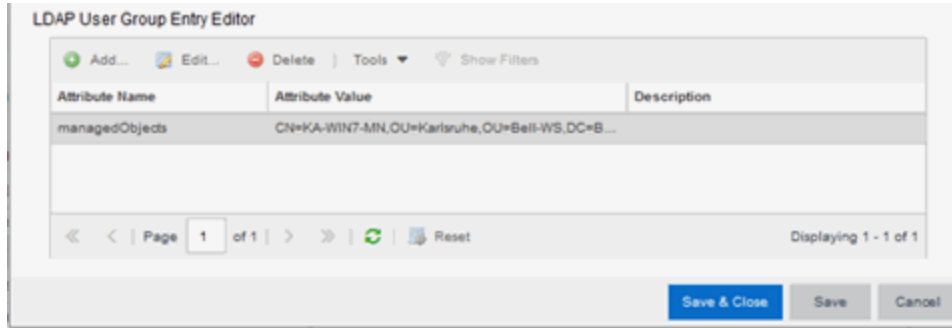 LDAP User Group Entry Editor
Add... Edit... Delete | Tools Show Filters
Attribute Name Attribute Value Description
managedObjects CN=KA-WIN7-MN,OU=Karlsruhe,OU=Bell-WS,DC=B...
Page 1 of 1 Reset Displaying 1 - 1 of 1
Save & Close Save Cancel